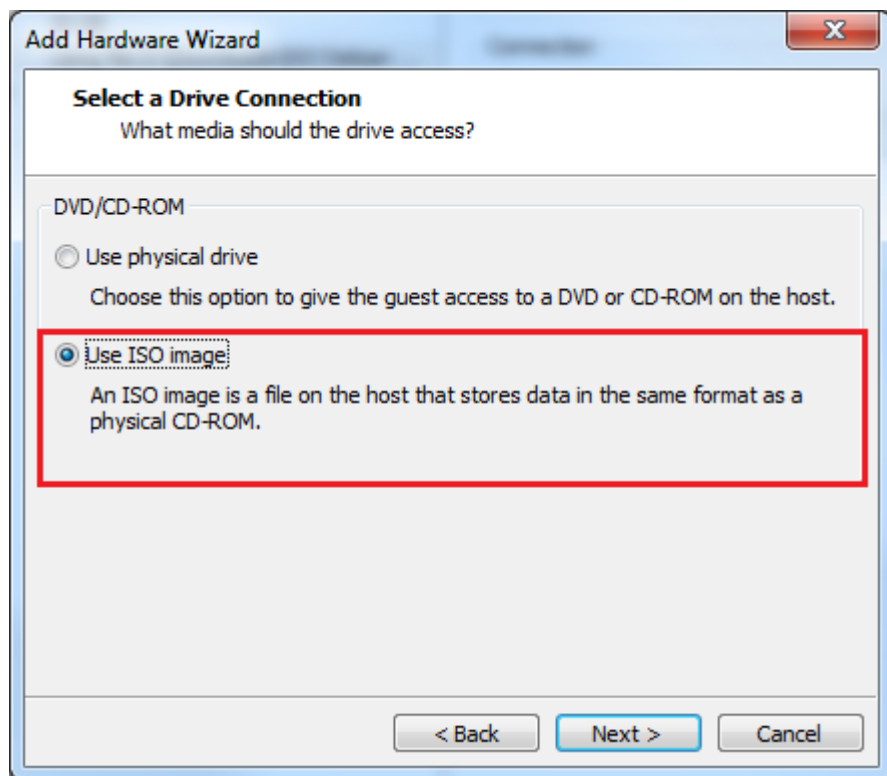 Add Hardware Wizard
Select a Drive Connection
What media should the drive access?
DVD/CD-ROM
Use physical drive
Choose this option to give the guest access to a DVD or CD-ROM on the host.
Use ISO image
An ISO image is a file on the host that stores data in the same format as a
physical CD-ROM.
< Back
Next >
Cancel